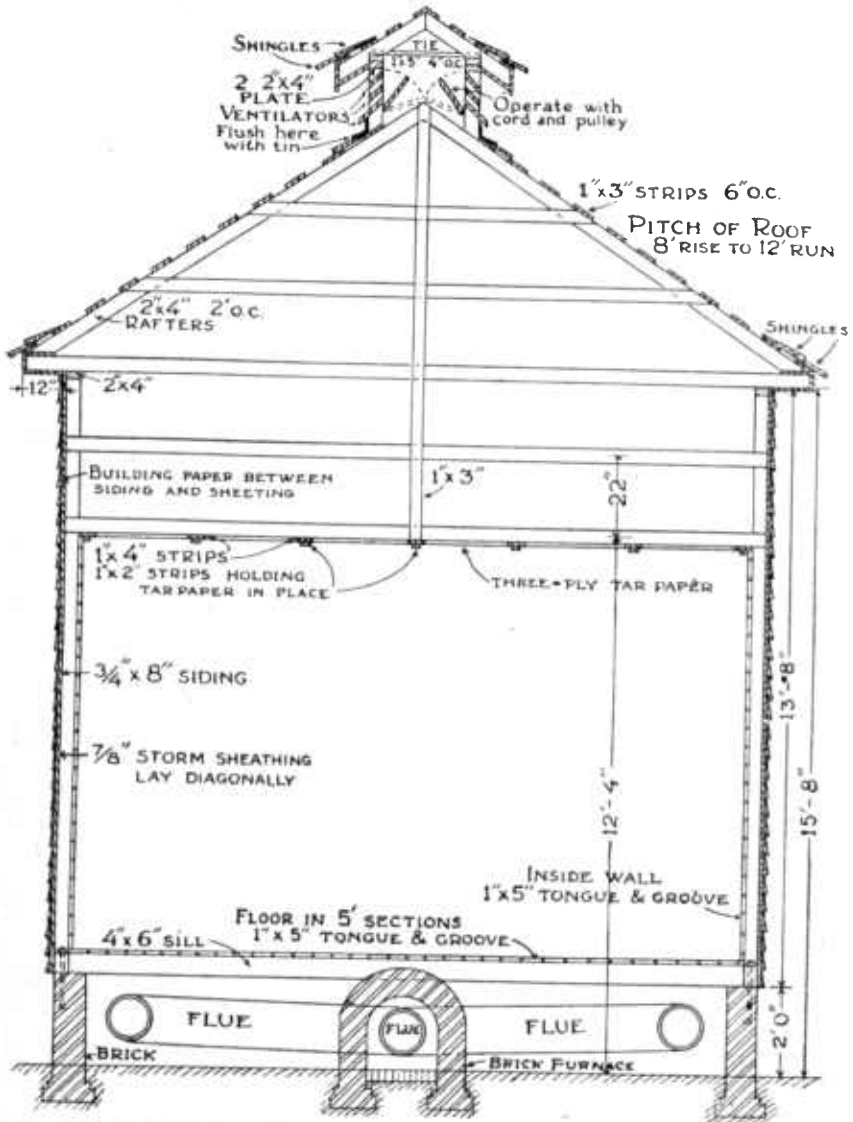 SHINGLES
TIE
1"x5" 4" O.C.
2 2"x4"
PLATE
VENTILATORS
Flush here
with tin
Operate with
cord and pulley
1"x3" STRIPS 6" O.C.
PITCH OF ROOF
8' RISE TO 12' RUN
2"x4" 2' O.C.
RAFTERS
SHINGLES
12"
2"x4"
BUILDING PAPER BETWEEN
SIDING AND SHEETING
1"x3"
22"
1"x4" STRIPS
1"x2" STRIPS HOLDING
TAR PAPER IN PLACE
THREE-PLY TAR PAPER
3/4" x 8" SIDING
13'-8"
7/8" STORM SHEATHING
LAY DIAGONALLY
12'-4"
15'-8"
INSIDE WALL
1"x5" TONGUE & GROOVE
FLOOR IN 5' SECTIONS
1"x5" TONGUE & GROOVE
4"x6" SILL
FLUE
FLUE
FLUE
2'0"
BRICK
BRICK FURNACE